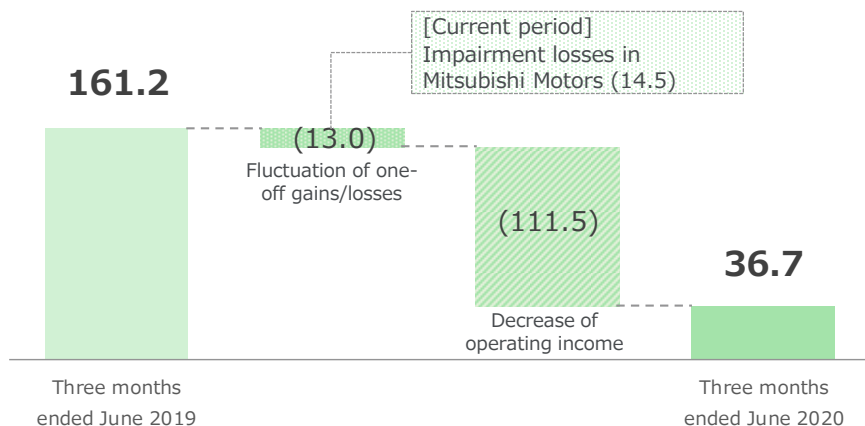 [Current period]
Impairment losses in
Mitsubishi Motors (14.5)
161.2
(13.0)
Fluctuation of one-
off gains/losses
(111.5)
Decrease of
operating income
36.7
Three months
ended June 2019
Three months
ended June 2020